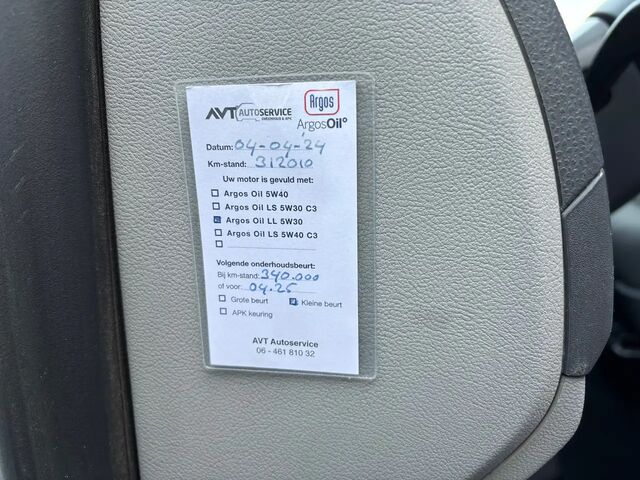 AVT AUTOSERVICE
ONDERHOUD & APK
Argos
ArgosOil°
Datum: 04-04-24
Km-stand: 312010
Uw motor is gevuld met:
Argos Oil 5W40
Argos Oil LS 5W30 C3
Argos Oil LL 5W30
Argos Oil LS 5W40 C3
Volgende onderhoudsbeurt:
Bij km-stand: 340.000
of voor: 04.25
Grote beurt Kleine beurt
APK keuring
AVT Autoservice
06 - 461 810 32